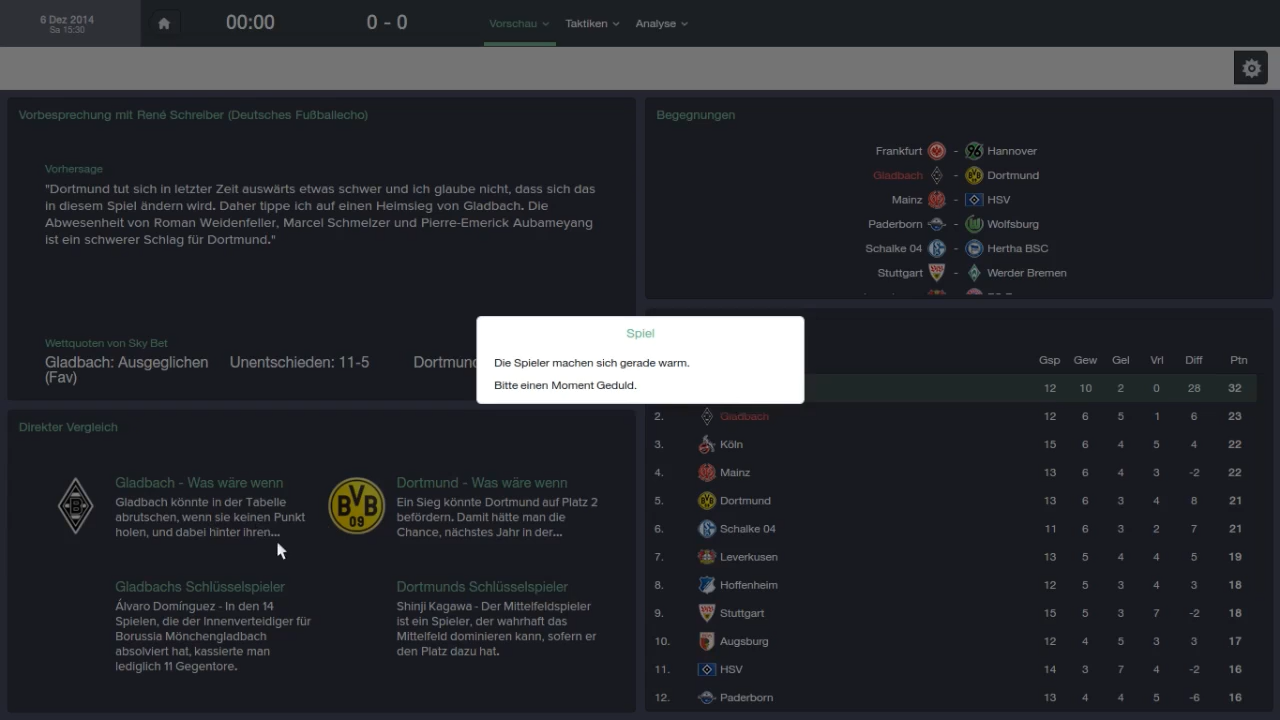 6 Dez 2014
Sa 15:30
00:00
0 - 0
Vorschau
Taktiken
Analyse
Vorbesprechung mit René Schreiber (Deutsches Fußballecho)
Vorhersage
"Dortmund tut sich in letzter Zeit auswärts etwas schwer und ich glaube nicht, dass sich das
in diesem Spiel ändern wird. Daher tippe ich auf einen Heimsieg von Gladbach. Die
Abwesenheit von Roman Weidenfeller, Marcel Schmelzer und Pierre-Emerick Aubameyang
ist ein schwerer Schlag für Dortmund."
Wettquoten von Sky Bet
Gladbach: Ausgeglichen
(Fav)
Unentschieden: 11-5
Dortmund
Direkter Vergleich
Gladbach - Was wäre wenn
Gladbach könnte in der Tabelle
abrutschen, wenn sie keinen Punkt
holen, und dabei hinter ihren...
Dortmund - Was wäre wenn
BVB
09
Ein Sieg könnte Dortmund auf Platz 2
befördern. Damit hätte man die
Chance, nächstes Jahr in der...
Gladbachs Schlüsselspieler
Álvaro Domínguez - In den 14
Spielen, die der Innenverteidiger für
Borussia Mönchengladbach
absolviert hat, kassierte man
lediglich 11 Gegentore.
Dortmunds Schlüsselspieler
Shinji Kagawa - Der Mittelfeldspieler
ist ein Spieler, der wahrhaft das
Mittelfeld dominieren kann, sofern er
den Platz dazu hat.
Spiel
Die Spieler machen sich gerade warm.
Bitte einen Moment Geduld.
Begegnungen
Frankfurt - Hannover
Gladbach - Dortmund
Mainz - HSV
Paderborn - Wolfsburg
Schalke 04 - Hertha BSC
Stuttgart - Werder Bremen
Gsp Gew Gel Vrl Diff Ptn
12 10 2 0 28 32
2. Gladbach 12 6 5 1 6 23
3. Köln 15 6 4 5 4 22
4. Mainz 13 6 4 3 -2 22
5. Dortmund 13 6 3 4 8 21
6. Schalke 04 11 6 3 2 7 21
7. Leverkusen 13 5 4 4 5 19
8. Hoffenheim 12 5 3 4 3 18
9. Stuttgart 15 5 3 7 -2 18
10. Augsburg 12 4 5 3 3 17
11. HSV 14 3 7 4 -2 16
12. Paderborn 13 4 4 5 -6 16